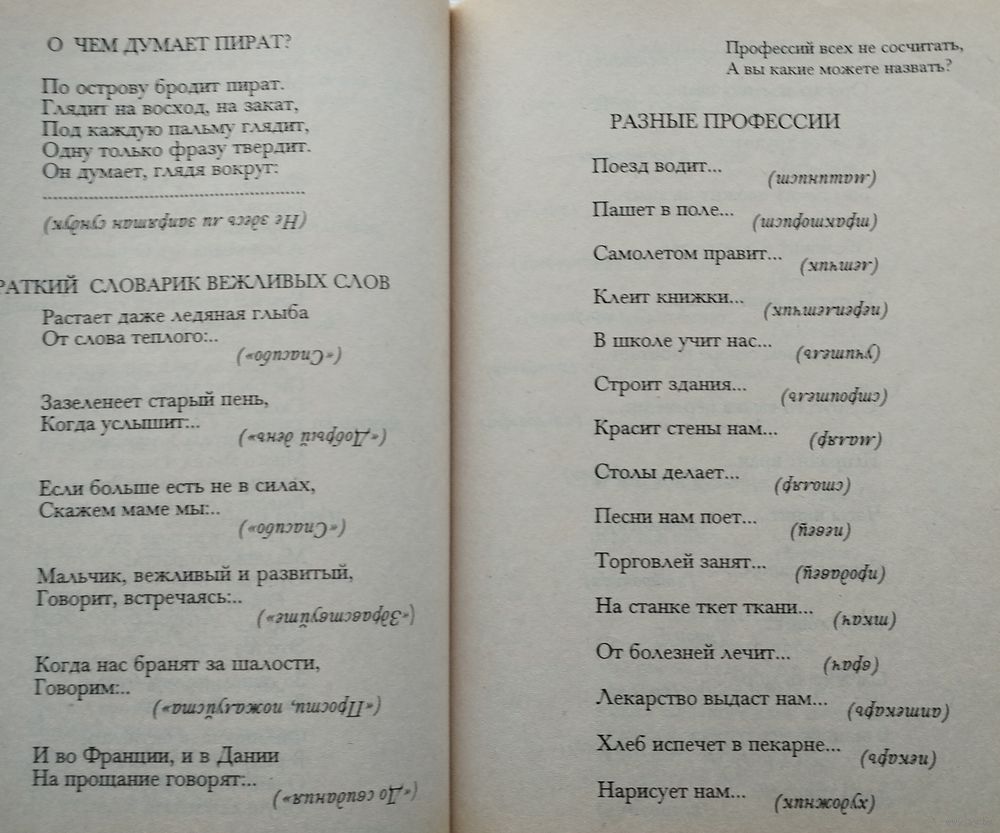 О ЧЕМ ДУМАЕТ ПИРАТ?
По острову бродит пират.
Глядит на восход, на закат,
Под каждую пальму глядит,
Одну только фразу твердит.
Он думает, глядя вокруг:
(Не здесь ли запрятан сундук)
РАТКИЙ СЛОВАРИК ВЕЖЛИВЫХ СЛОВ
Растает даже ледяная глыба
От слова теплого:..
(«Спасибо»)
Зазеленеет старый пень,
Когда услышит:..
(«Добрый день»)
Если больше есть не в силах,
Скажем маме мы:..
(«Спасибо»)
Мальчик, вежливый и развитый,
Говорит, встречаясь:..
(«Здравствуйте»)
Когда нас бранят за шалости,
Говорим:..
(«Прости, пожалуйста»)
И во Франции, и в Дании
На прощание говорят:..
(«До свидания»)
Профессий всех не сосчитать,
А вы какие можете назвать?
РАЗНЫЕ ПРОФЕССИИ
Поезд водит...
(машинист)
Пашет в поле...
(тракторист)
Самолетом правит...
(летчик)
Клеит книжки...
(переплетчик)
В школе учит нас...
(учитель)
Строит здания...
(строитель)
Красит стены нам...
(маляр)
Столы делает...
(столяр)
Песни нам поет...
(певец)
Торговлей занят...
(продавец)
На станке ткет ткани...
(ткач)
От болезней лечит...
(врач)
Лекарство выдаст нам...
(аптекарь)
Хлеб испечет в пекарне...
(пекарь)
Нарисует нам...
(художник)